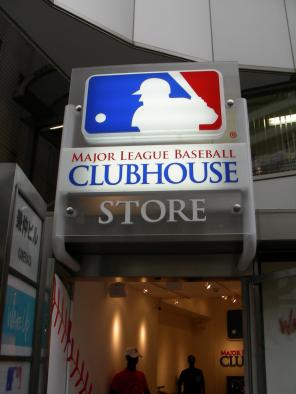 ®
MAJOR LEAGUE BASEBALL
CLUBHOUSE
STORE